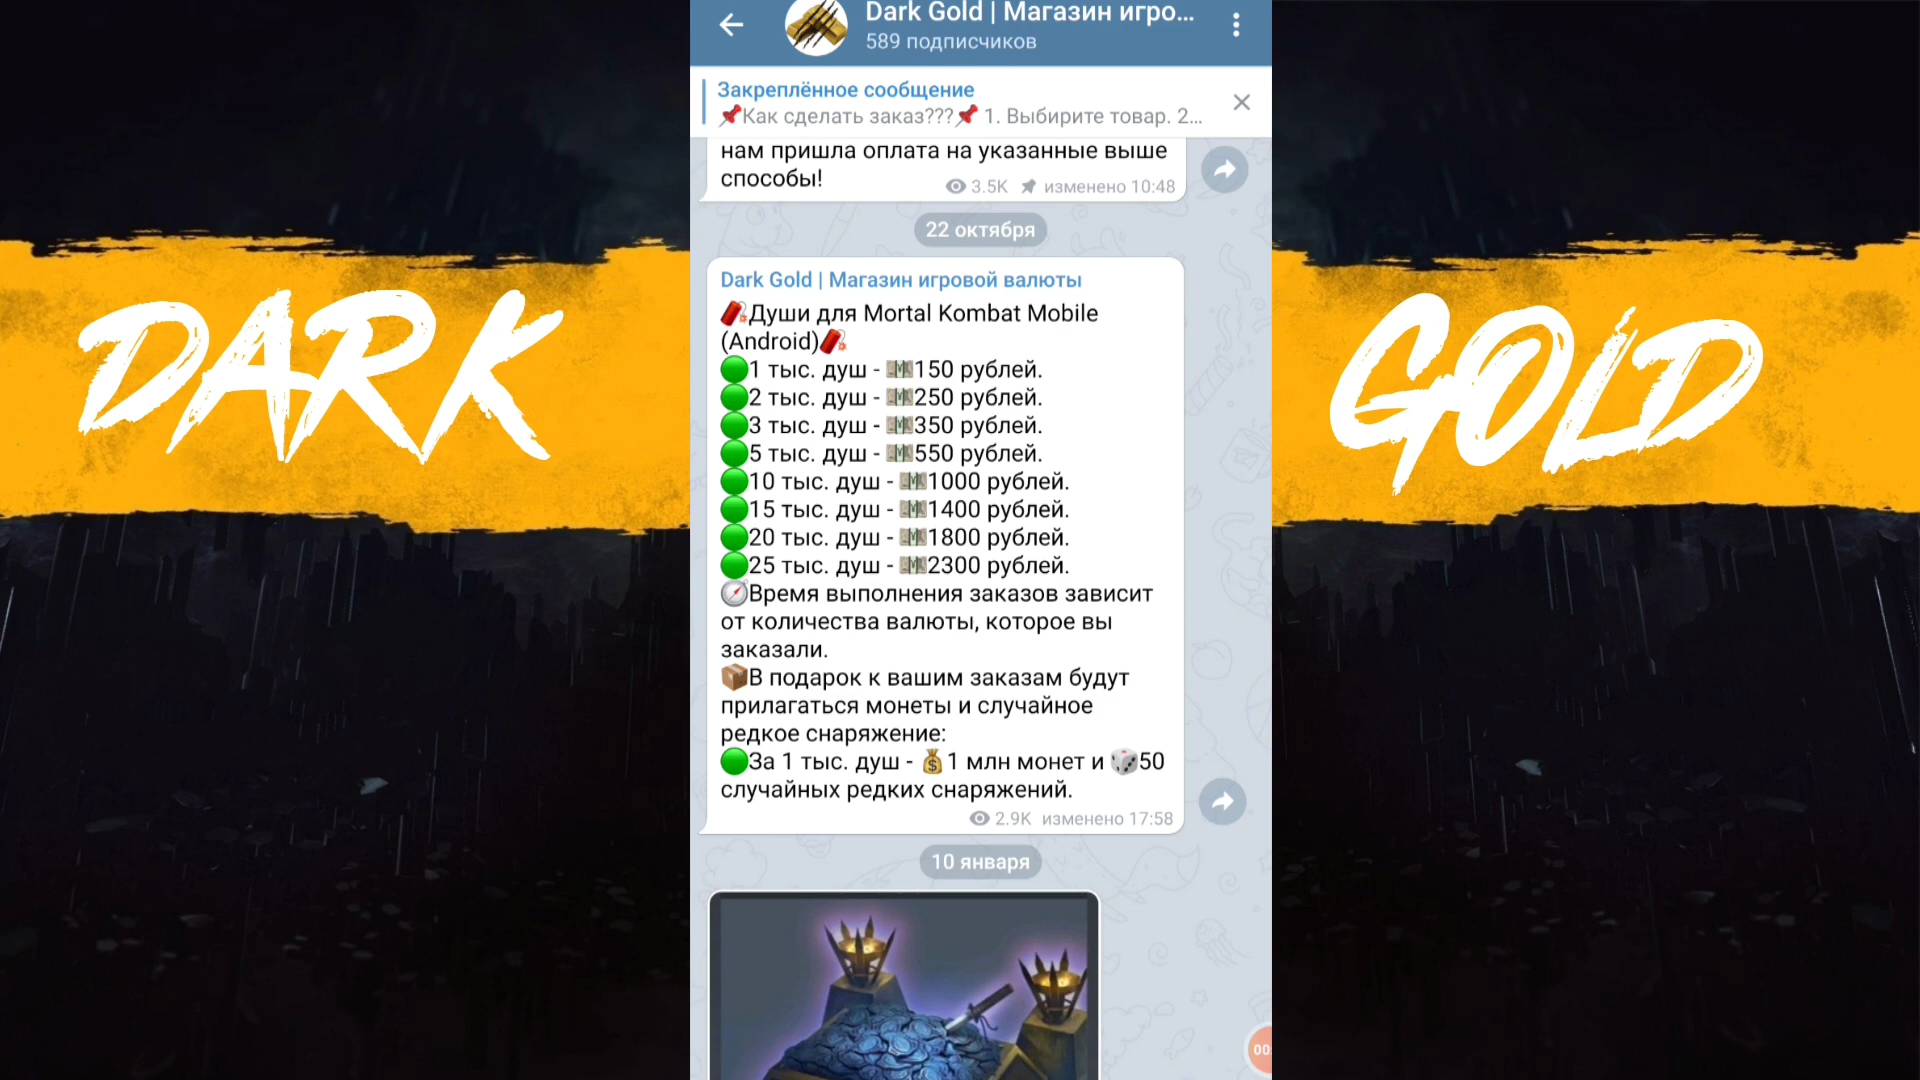 DARK
GOLD
Dark Gold | Магазин игро...
589 подписчиков
Закреплённое сообщение
📌Как сделать заказ???📌 1. Выбирите товар. 2...
нам пришла оплата на указанные выше
способы!
3.5K изменено 10:48
22 октября
Dark Gold | Магазин игровой валюты
🧨Души для Mortal Kombat Mobile
(Android)🧨
🟢1 тыс. душ - 💵150 рублей.
🟢2 тыс. душ - 💵250 рублей.
🟢3 тыс. душ - 💵350 рублей.
🟢5 тыс. душ - 💵550 рублей.
🟢10 тыс. душ - 💵1000 рублей.
🟢15 тыс. душ - 💵1400 рублей.
🟢20 тыс. душ - 💵1800 рублей.
🟢25 тыс. душ - 💵2300 рублей.
🧭Время выполнения заказов зависит
от количества валюты, которое вы
заказали.
📦В подарок к вашим заказам будут
прилагаться монеты и случайное
редкое снаряжение:
🟢За 1 тыс. душ - 💰1 млн монет и 🎲50
случайных редких снаряжений.
2.9K изменено 17:58
10 января